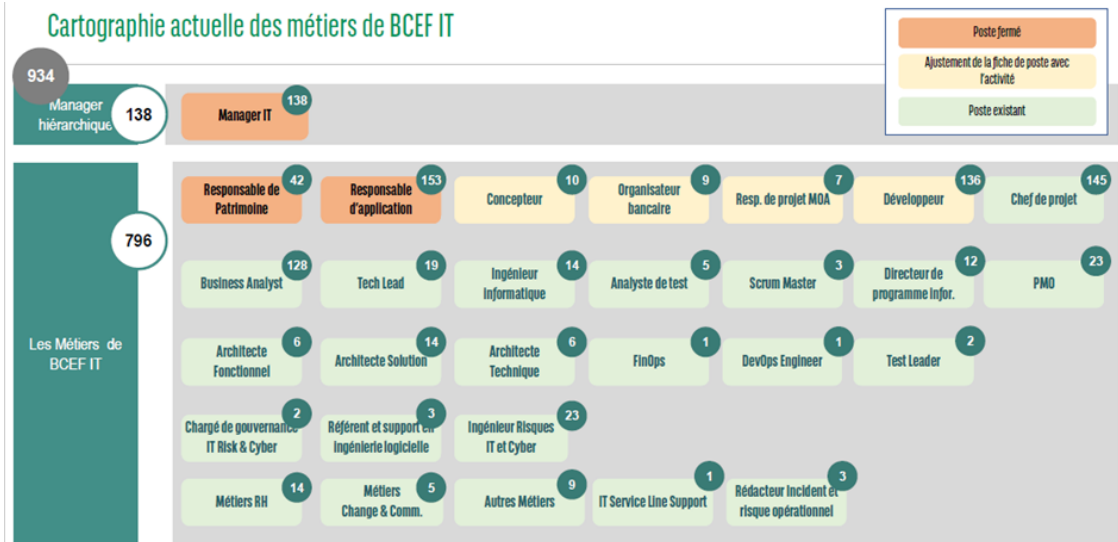 Cartographie actuelle des métiers de BCEF IT
Poste fermé
Ajustement de la fiche de poste avec
l'activité
Poste existant
934
Manager
hiérarchique
138
Manager IT
138
Les Métiers de
BCEF IT
796
Responsable de
Patrimoine
42
Responsable
d'application
153
Concepteur
10
Organisateur
bancaire
9
Resp. de projet MOA
7
Développeur
136
Chef de projet
145
Business Analyst
128
Tech Lead
19
Ingénieur
informatique
14
Analyste de test
5
Scrum Master
3
Directeur de
programme infor.
12
PMO
23
Architecte
Fonctionnel
6
Architecte Solution
14
Architecte
Technique
6
FinOps
1
DevOps Engineer
1
Test Leader
2
Chargé de gouvernance
IT Risk & Cyber
2
Référent et support en
ingénierie logicielle
3
Ingénieur Risques
IT et Cyber
23
Métiers RH
14
Métiers
Change & Comm.
5
Autres Métiers
9
IT Service Line Support
1
Rédacteur Incident et
risque opérationnel
3